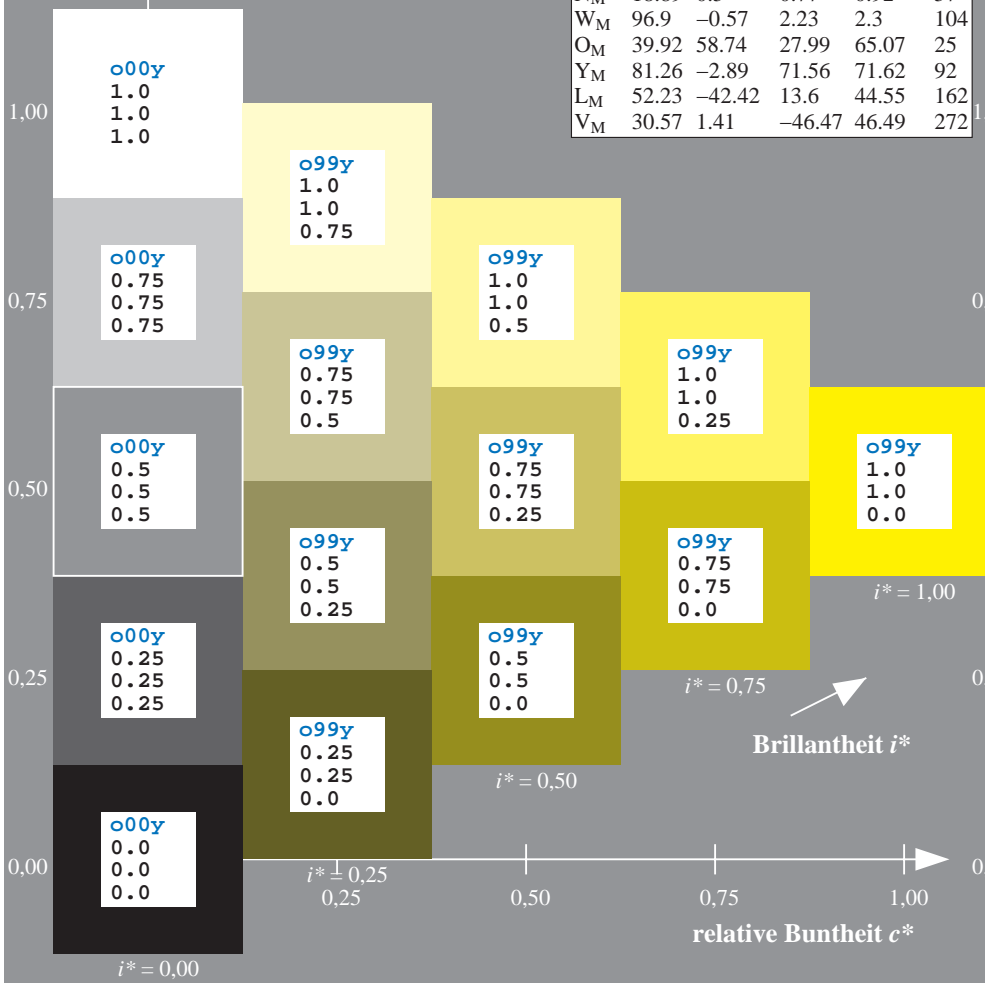 W_M 96.9 −0.57 2.23 2.3 104
O_M 39.92 58.74 27.99 65.07 25
Y_M 81.26 −2.89 71.56 71.62 92
L_M 52.23 −42.42 13.6 44.55 162
V_M 30.57 1.41 −46.47 46.49 272
1,00
0,75
0,50
0,25
0,00
o00y
1.0
1.0
1.0
o00y
0.75
0.75
0.75
o00y
0.5
0.5
0.5
o00y
0.25
0.25
0.25
o00y
0.0
0.0
0.0
i* = 0,00
o99y
1.0
1.0
0.75
o99y
0.75
0.75
0.5
o99y
0.5
0.5
0.25
o99y
0.25
0.25
0.0
i* = 0,25
o99y
1.0
1.0
0.5
o99y
0.75
0.75
0.25
o99y
0.5
0.5
0.0
i* = 0,50
o99y
1.0
1.0
0.25
o99y
0.75
0.75
0.0
i* = 0,75
o99y
1.0
1.0
0.0
i* = 1,00
Brillantheit i*
0,25 0,50 0,75 1,00
relative Buntheit c*